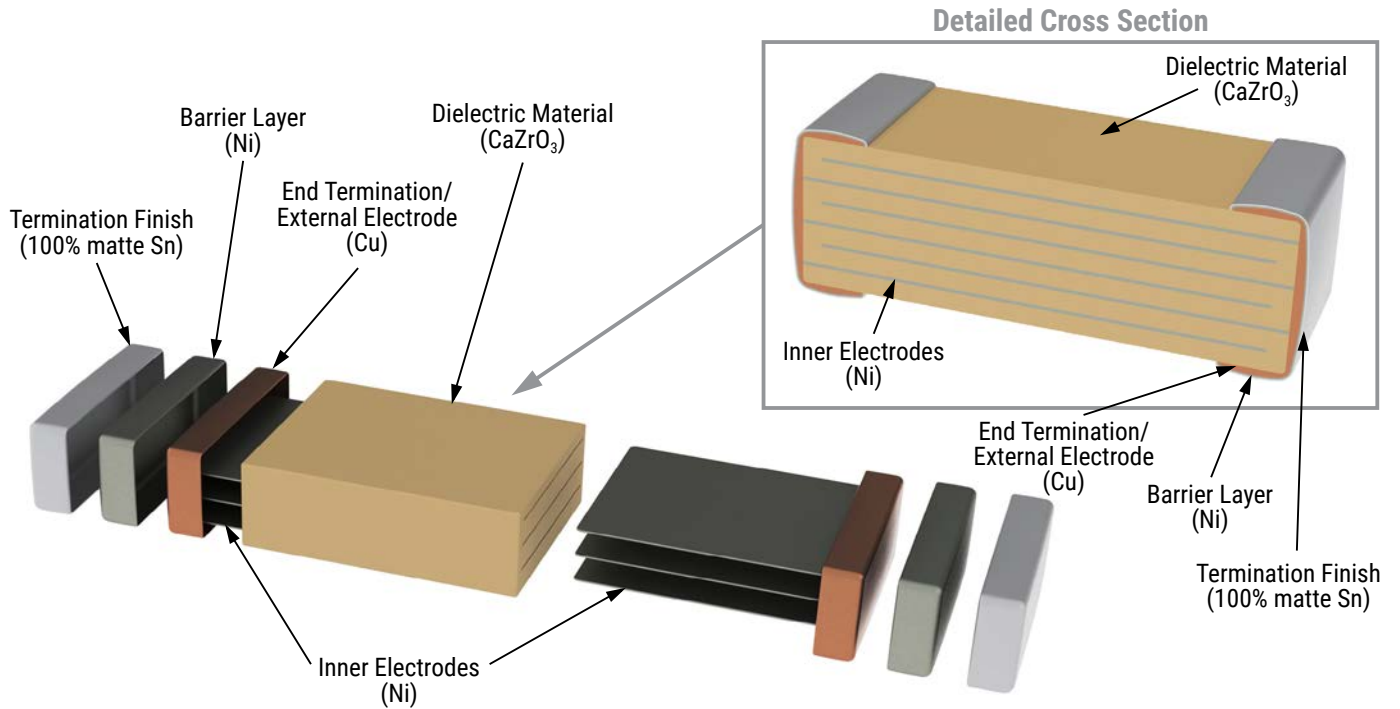 Detailed Cross Section
Dielectric Material
(CaZrO₃)
Inner Electrodes
(Ni)
End Termination/
External Electrode
(Cu)
Barrier Layer
(Ni)
Termination Finish
(100% matte Sn)
Dielectric Material
(CaZrO₃)
Barrier Layer
(Ni)
End Termination/
External Electrode
(Cu)
Termination Finish
(100% matte Sn)
Inner Electrodes
(Ni)